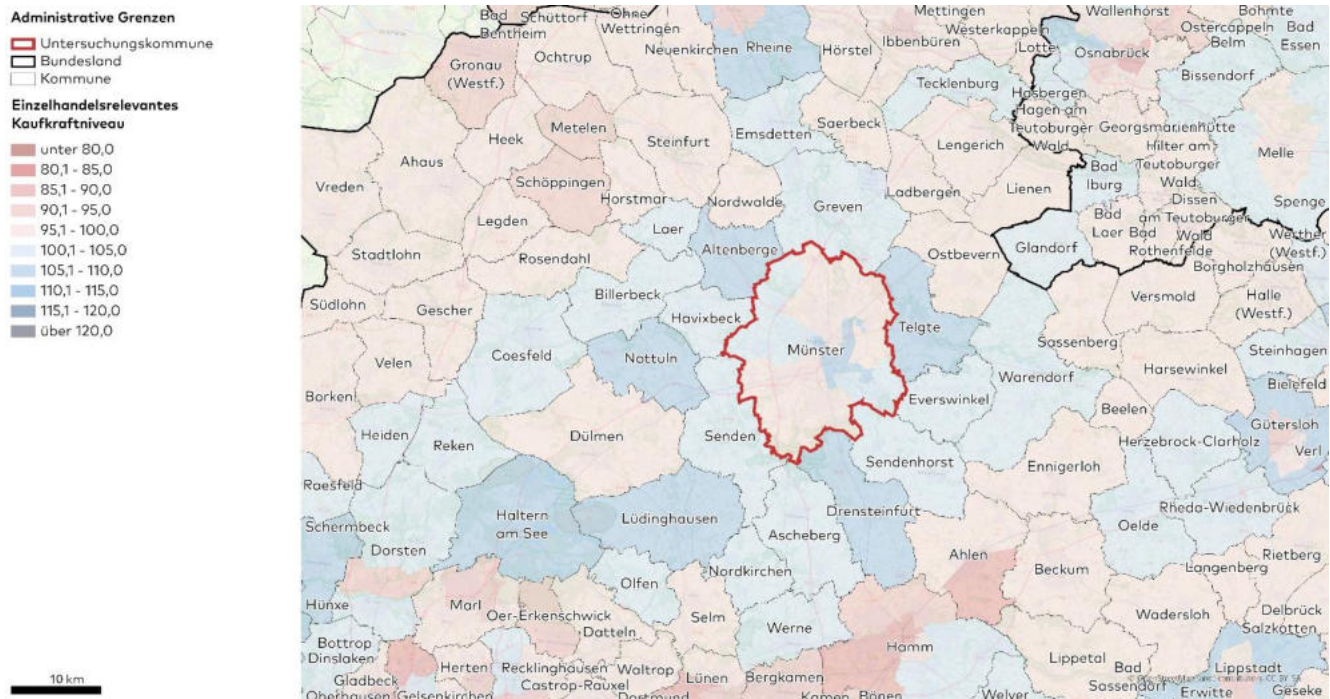 Administrative Grenzen
Untersuchungskommune
Bundesland
Kommune
Einzelhandelsrelevantes
Kaufkraftniveau
unter 80,0
80,1 - 85,0
85,1 - 90,0
90,1 - 95,0
95,1 - 100,0
100,1 - 105,0
105,1 - 110,0
110,1 - 115,0
115,1 - 120,0
über 120,0
10 km
Bad
Bentheim
Schüttorf
Ohne
Wettringen
Neuenkirchen
Rheine
Hörstel
Mettingen
Westerkappeln
Ibbenbüren
Lotte
Wallenhorst
Osnabrück
Ostercappeln
Belm
Bohmte
Bad
Essen
Gronau
(Westf.)
Ochtrup
Tecklenburg
Hasbergen
Hagen am
Teutoburger
Wald
Bissendorf
Georgsmarienhütte
Hilter am
Teutoburger
Wald
Melle
Metelen
Heek
Steinfurt
Emsdetten
Saerbeck
Lengerich
Ahaus
Vreden
Schöppingen
Horstmar
Nordwalde
Greven
Ladbergen
Lienen
Bad
Iburg
Dissen
am Teutoburger
Wald
Spenge
Legden
Laer
Altenberge
Ostbevern
Glandorf
Bad
Laer
Bad
Rothenfelde
Werther
(Westf.)
Borgholzhausen
Stadtlohn
Rosendahl
Südlohn
Gescher
Billerbeck
Havixbeck
Telgte
Versmold
Halle
(Westf.)
Velen
Coesfeld
Nottuln
Münster
Sassenberg
Steinhagen
Borken
Warendorf
Harsewinkel
Bielefeld
Everswinkel
Beelen
Heiden
Reken
Dülmen
Senden
Sendenhorst
Herzebrock-Clarholz
Gütersloh
Verl
Ennigerloh
Raesfeld
Schermbeck
Haltern
am See
Lüdinghausen
Drensteinfurt
Rheda-Wiedenbrück
Ascheberg
Oelde
Dorsten
Nordkirchen
Ahlen
Beckum
Rietberg
Langenberg
Olfen
Hünxe
Marl
Oer-Erkenschwick
Selm
Werne
Wadersloh
Delbrück
Salzkotten
Datteln
Bottrop
Dinslaken
Hamm
Gladbeck
Herten
Recklinghausen
Waltrop
Lünen
Bergkamen
Lippetal
Bad
Sassendorf
Lippstadt
Oberhausen
Gelsenkirchen
Castrop-Rauxel
Dortmund
Kamen
Bönen
Welver
Erwitte
Geseke